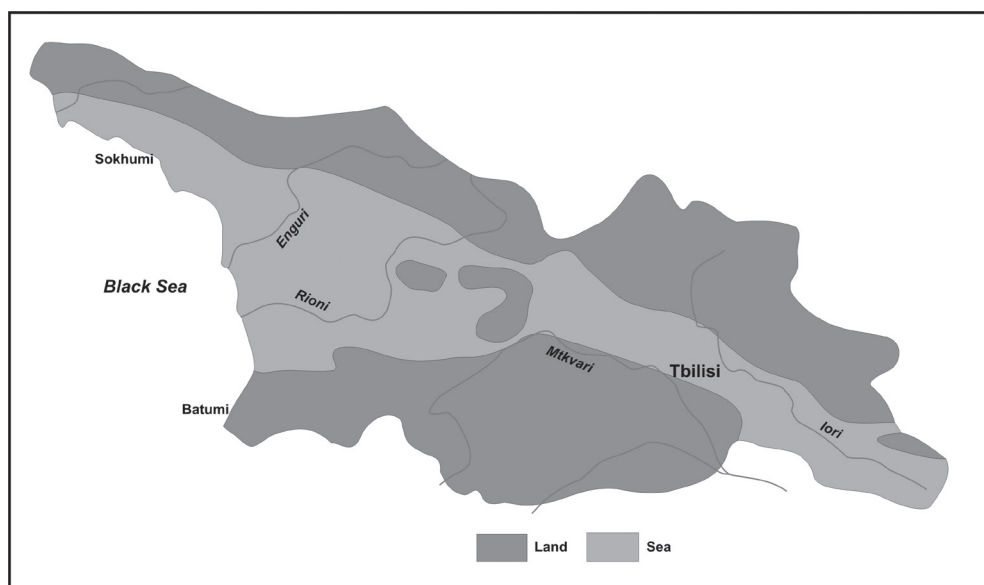 Sokhumi
Enguri
Black Sea
Rioni
Mtkvari
Tbilisi
Batumi
Iori
Land
Sea